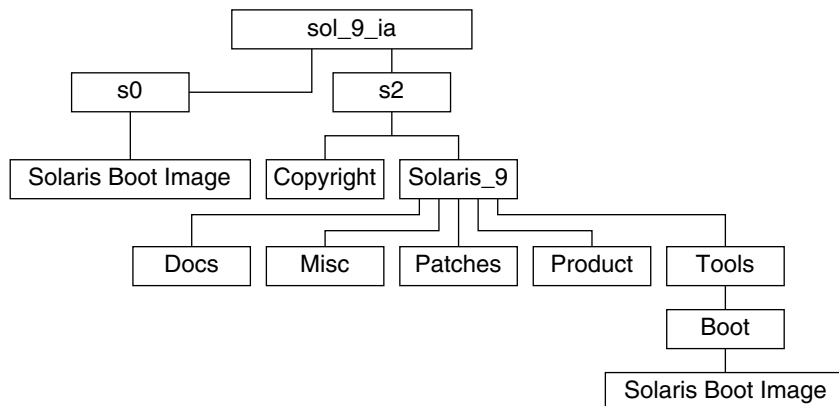 sol_9_ia
s0
s2
Solaris Boot Image
Copyright
Solaris_9
Docs
Misc
Patches
Product
Tools
Boot
Solaris Boot Image